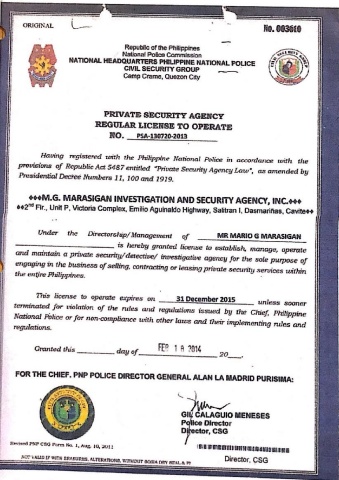 ORIGINAL
No. 003610
Republic of the Philippines
National Police Commission
NATIONAL HEADQUARTERS PHILIPPINE NATIONAL POLICE
CIVIL SECURITY GROUP
Camp Crame, Quezon City
PRIVATE SECURITY AGENCY
REGULAR LICENSE TO OPERATE
NO. PSA-130720-2013
Having registered with the Philippine National Police in accordance with the
provisions of Republic Act 5487 entitled "Private Security Agency Law", as amended by
Presidential Decree Numbers 11, 100 and 1919.
♦♦♦M.G. MARASIGAN INVESTIGATION AND SECURITY AGENCY, INC.♦♦♦
♦♦2nd Flr., Unit P, Victoria Complex, Emilio Aguinaldo Highway, Salitran I, Dasmariñas, Cavite♦♦
Under the Directorship/Management of MR MARIO G MARASIGAN
is hereby granted license to establish, manage, operate
and maintain a private security/detective/ investigative agency for the sole purpose of
engaging in the business of selling, contracting or leasing private security services within
the entire Philippines.
This license to operate expires on 31 December 2015 unless sooner
terminated for violation of the rules and regulations issued by the Chief, Philippine
National Police or for non-compliance with other laws and their implementing rules and
regulations.
Granted this day of FEB 18 2014 20
FOR THE CHIEF, PNP POLICE DIRECTOR GENERAL ALAN LA MADRID PURISIMA:
GIL CALAGUIO MENESES
Police Director
Director, CSG
Revised PNP CSG Form No. 1, Aug. 10, 2011
Director, CSG
NOT VALID IF WITH ERASURES, ALTERATIONS, WITHOUT SOSIA DRY SEAL &